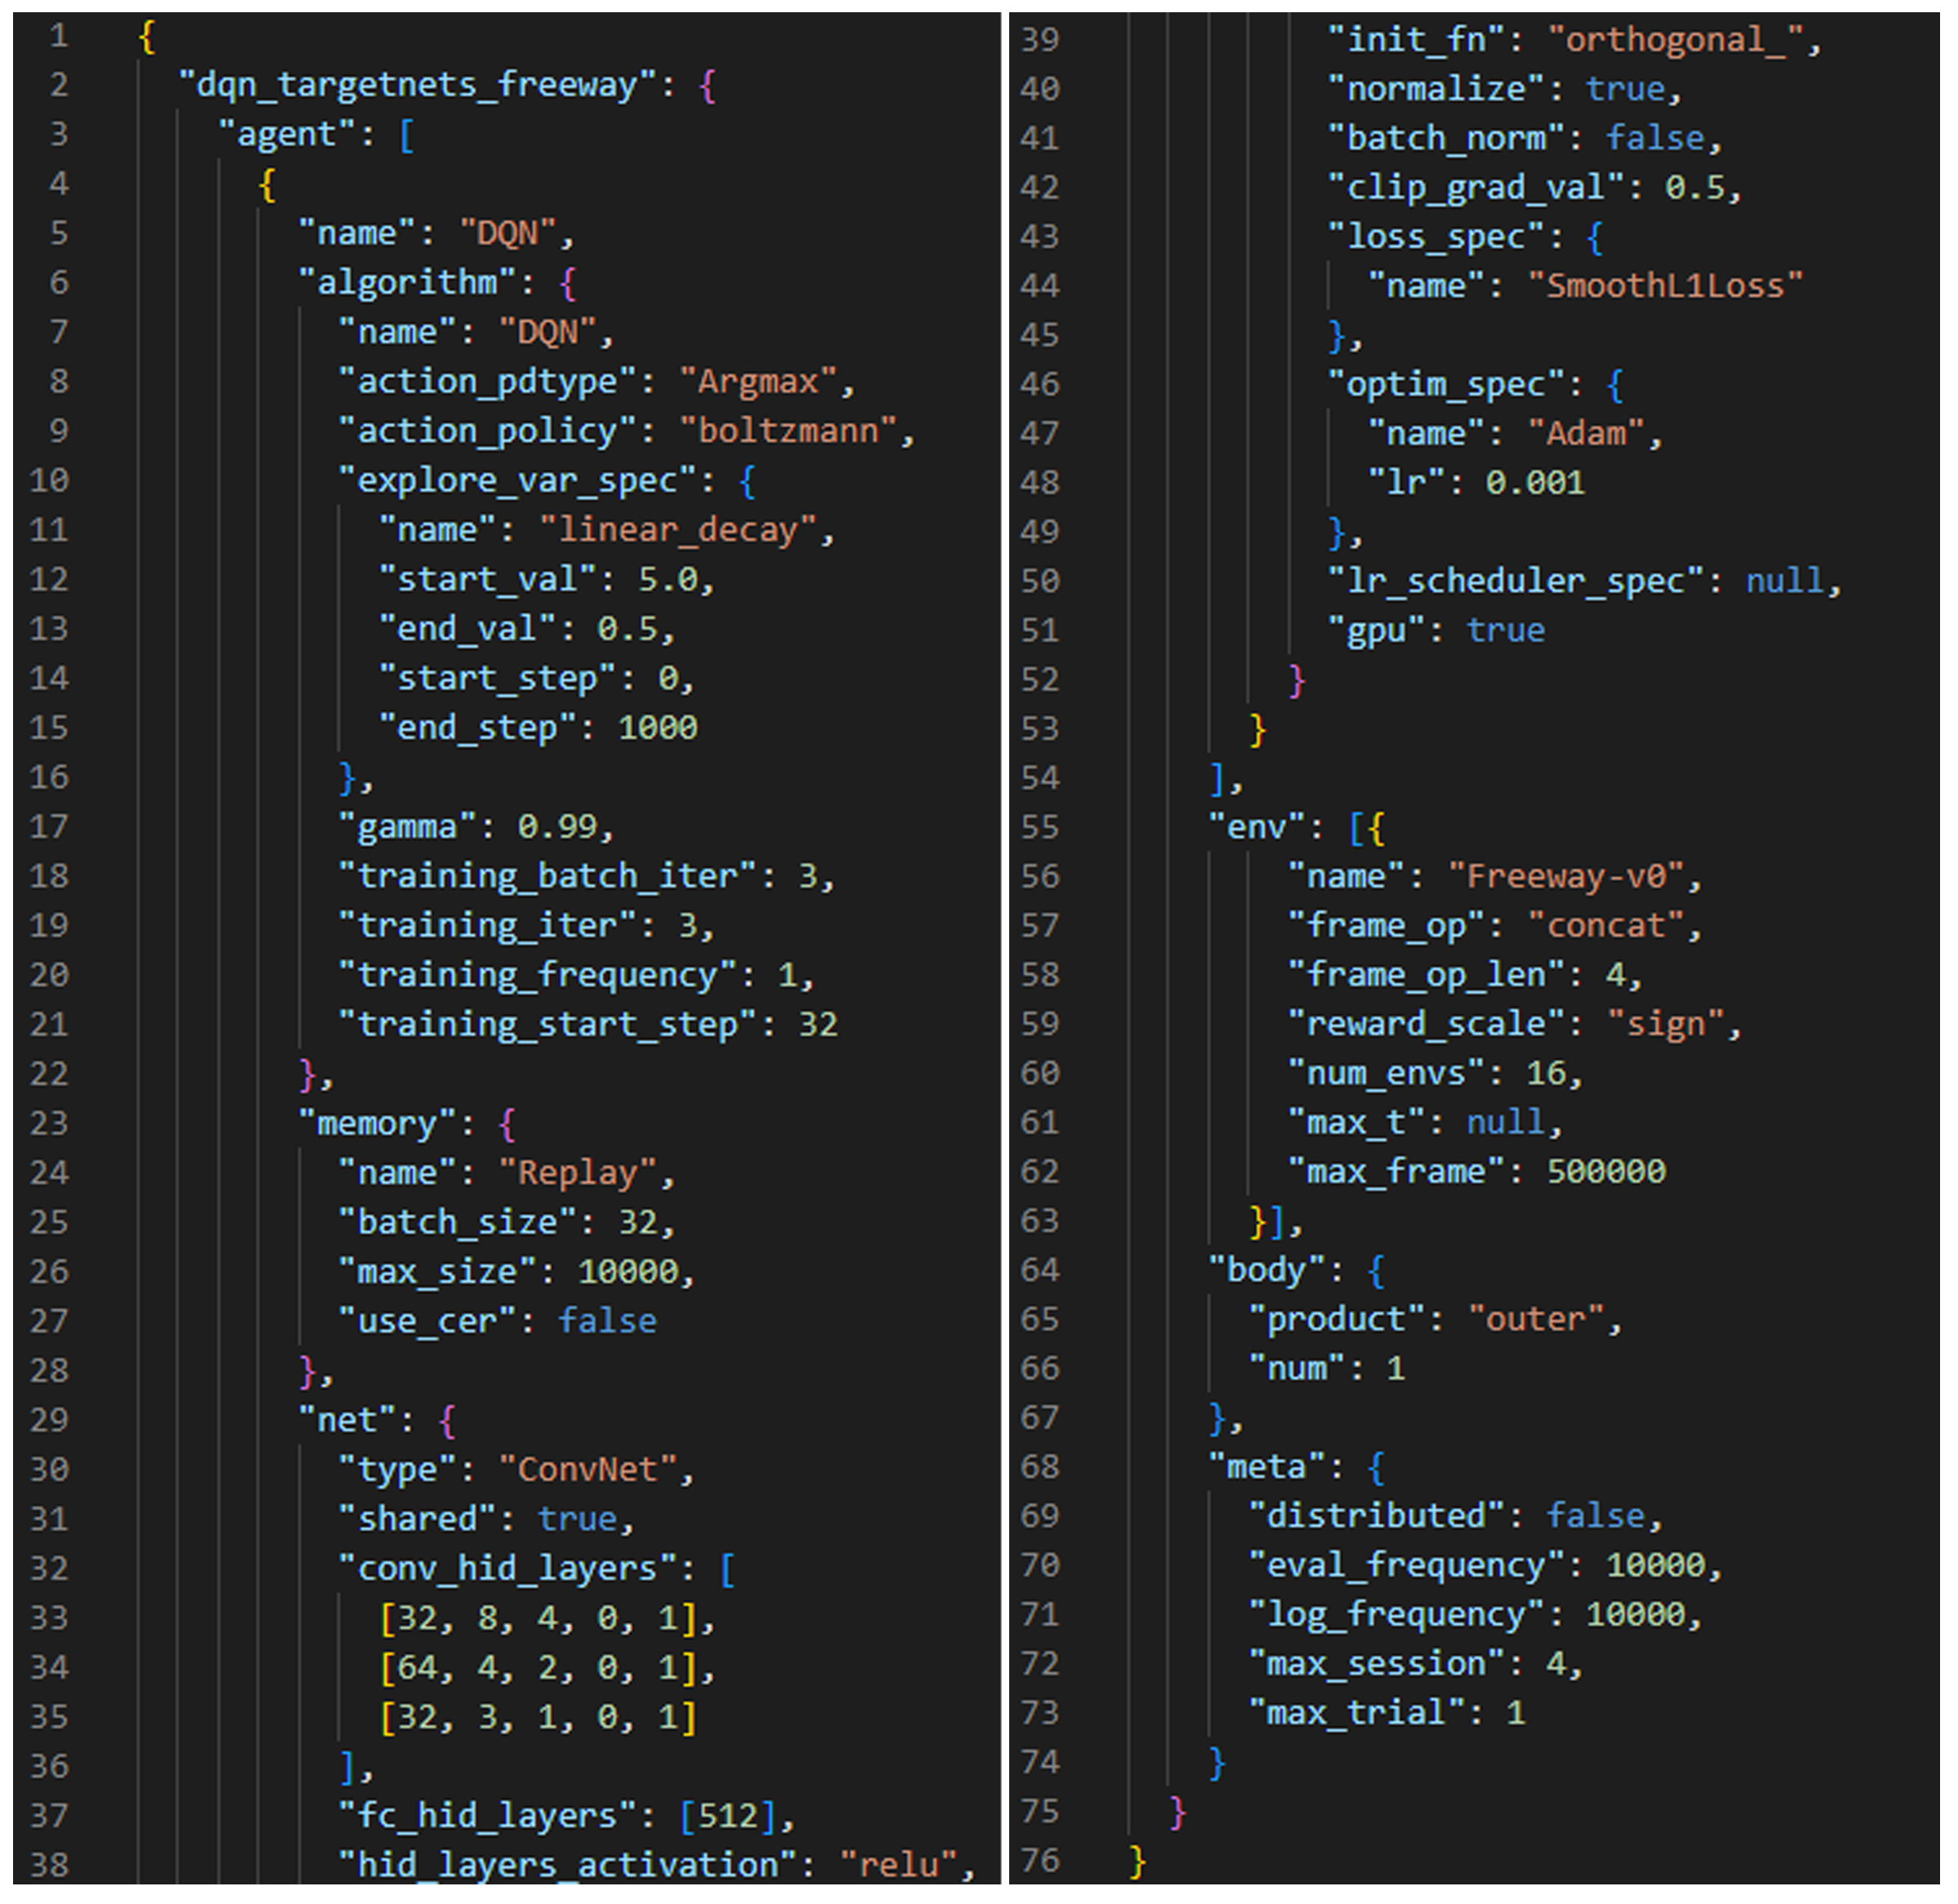 1 {
2 "dqn_targetnets_freeway": {
3 "agent": [
4 {
5 "name": "DQN",
6 "algorithm": {
7 "name": "DQN",
8 "action_pdtype": "Argmax",
9 "action_policy": "boltzmann",
10 "explore_var_spec": {
11 "name": "linear_decay",
12 "start_val": 5.0,
13 "end_val": 0.5,
14 "start_step": 0,
15 "end_step": 1000
16 },
17 "gamma": 0.99,
18 "training_batch_iter": 3,
19 "training_iter": 3,
20 "training_frequency": 1,
21 "training_start_step": 32
22 },
23 "memory": {
24 "name": "Replay",
25 "batch_size": 32,
26 "max_size": 10000,
27 "use_cer": false
28 },
29 "net": {
30 "type": "ConvNet",
31 "shared": true,
32 "conv_hid_layers": [
33 [32, 8, 4, 0, 1],
34 [64, 4, 2, 0, 1],
35 [32, 3, 1, 0, 1]
36 ],
37 "fc_hid_layers": [512],
38 "hid_layers_activation": "relu",
39 "init_fn": "orthogonal_",
40 "normalize": true,
41 "batch_norm": false,
42 "clip_grad_val": 0.5,
43 "loss_spec": {
44 "name": "SmoothL1Loss"
45 },
46 "optim_spec": {
47 "name": "Adam",
48 "lr": 0.001
49 },
50 "lr_scheduler_spec": null,
51 "gpu": true
52 }
53 }
54 ],
55 "env": [{
56 "name": "Freeway-v0",
57 "frame_op": "concat",
58 "frame_op_len": 4,
59 "reward_scale": "sign",
60 "num_envs": 16,
61 "max_t": null,
62 "max_frame": 500000
63 }],
64 "body": {
65 "product": "outer",
66 "num": 1
67 },
68 "meta": {
69 "distributed": false,
70 "eval_frequency": 10000,
71 "log_frequency": 10000,
72 "max_session": 4,
73 "max_trial": 1
74 }
75 }
76 }